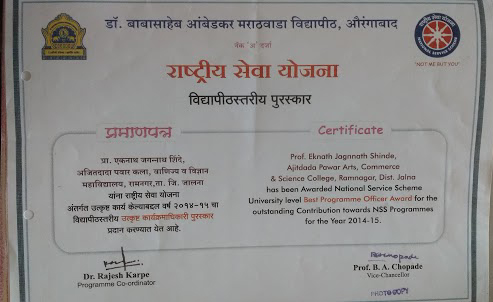 डॉ. बाबासाहेब आंबेडकर मराठवाडा विद्यापीठ, औरंगाबाद
नॅक 'अ' दर्जा
"NOT ME BUT YOU"
राष्ट्रीय सेवा योजना
विद्यापीठस्तरीय पुरस्कार
प्रमाणपत्र
प्रा. एकनाथ जगन्नाथ शिंदे,
अजितदादा पवार कला, वाणिज्य व विज्ञान
महाविद्यालय, रामनगर, ता. जि. जालना
यांना राष्ट्रीय सेवा योजना
अंतर्गत उत्कृष्ट कार्य केल्याबद्दल वर्ष २०१४-१५ चा
विद्यापीठस्तरीय उत्कृष्ट कार्यक्रमाधिकारी पुरस्कार
प्रदान करण्यात येत आहे.
Certificate
Prof. Eknath Jagnnath Shinde,
Ajitdada Pawar Arts, Commerce
& Science College, Ramnagar, Dist. Jalna
has been Awarded National Service Scheme
University level Best Programme Officer Award for the
outstanding Contribution towards NSS Programmes
for the Year 2014-15.
Dr. Rajesh Karpe
Programme Co-ordinator
Prof. B. A. Chopade
Vice-Chancellor
PHOTOCOPY